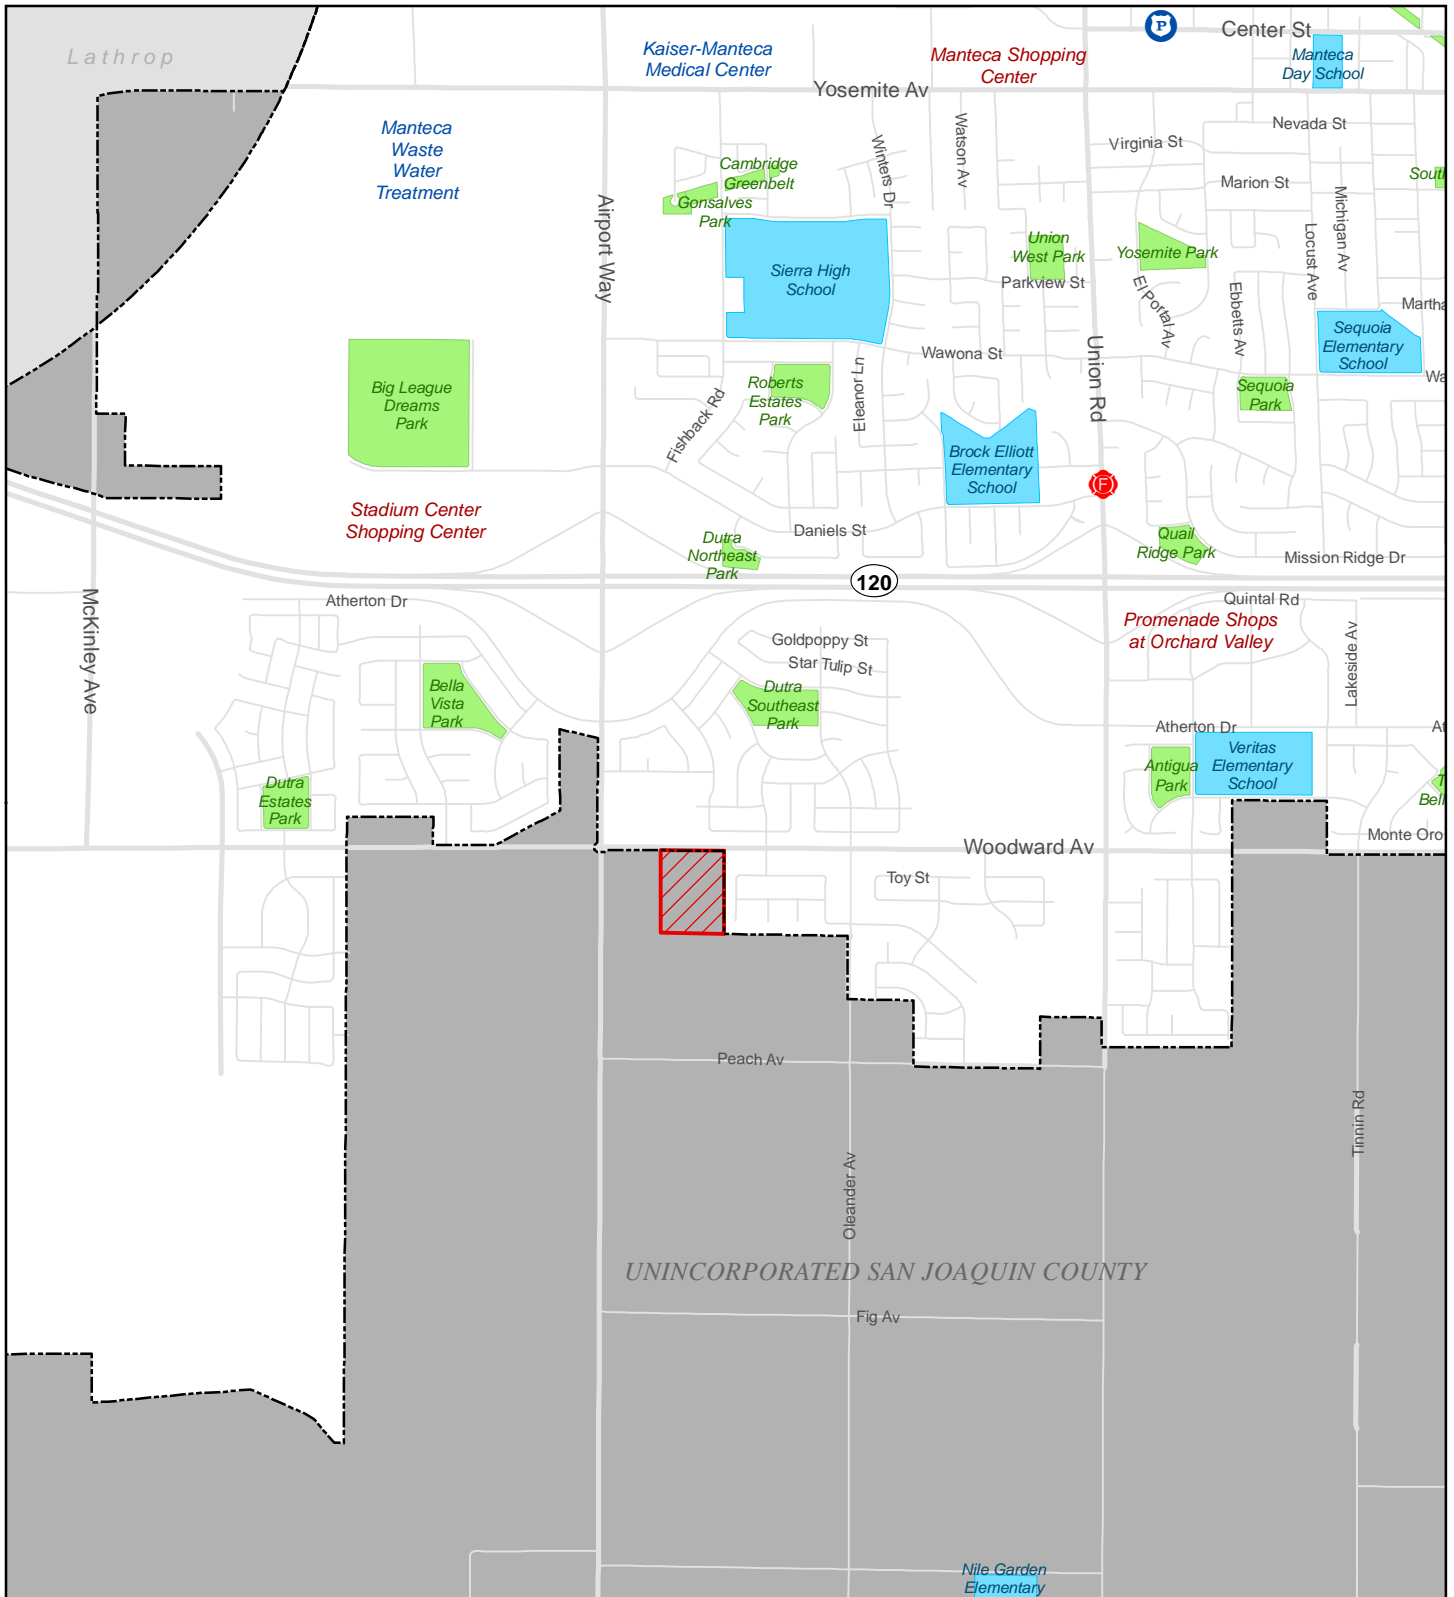 Center St
P
Lathrop
Kaiser-Manteca
Medical Center
Manteca Shopping
Center
Manteca
Day School
Yosemite Av
Manteca
Waste
Water
Treatment
Nevada St
Virginia St
Watson Av
Winters Dr
Cambridge
Greenbelt
Gonsalves
Park
Marion St
Michigan Av
Locust Ave
Airport Way
Sierra High
School
Union
West Park
Parkview St
Yosemite Park
El Portal Av
Ebbetts Av
Martha
Sequoia
Elementary
School
Wawona St
Union Rd
Big League
Dreams
Park
Roberts
Estates
Park
Eleanor Ln
Fishback Rd
Sequoia
Park
Wa
Brock Elliott
Elementary
School
F
Stadium Center
Shopping Center
Daniels St
Dutra
Northeast
Park
Quail
Ridge Park
Mission Ridge Dr
120
McKinley Ave
Atherton Dr
Quintal Rd
Promenade Shops
at Orchard Valley
Lakeside Av
Goldpoppy St
Star Tulip St
Bella
Vista
Park
Dutra
Southeast
Park
Atherton Dr
At
Veritas
Elementary
School
Antigua
Park
Dutra
Estates
Park
Bell
Monte Oro
Woodward Av
Toy St
Peach Av
Tinnin Rd
Oleander Av
UNINCORPORATED SAN JOAQUIN COUNTY
Fig Av
Nile Garden
Elementary